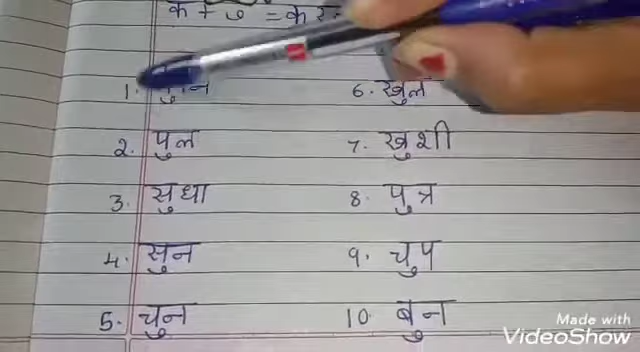 क +
1.
2. पुल
3. सुधा
4. सुन
5. चुन
6. खुल
7. खुशी
8. पुत्र
9. चुप
10. बुन
Made with
VideoShow